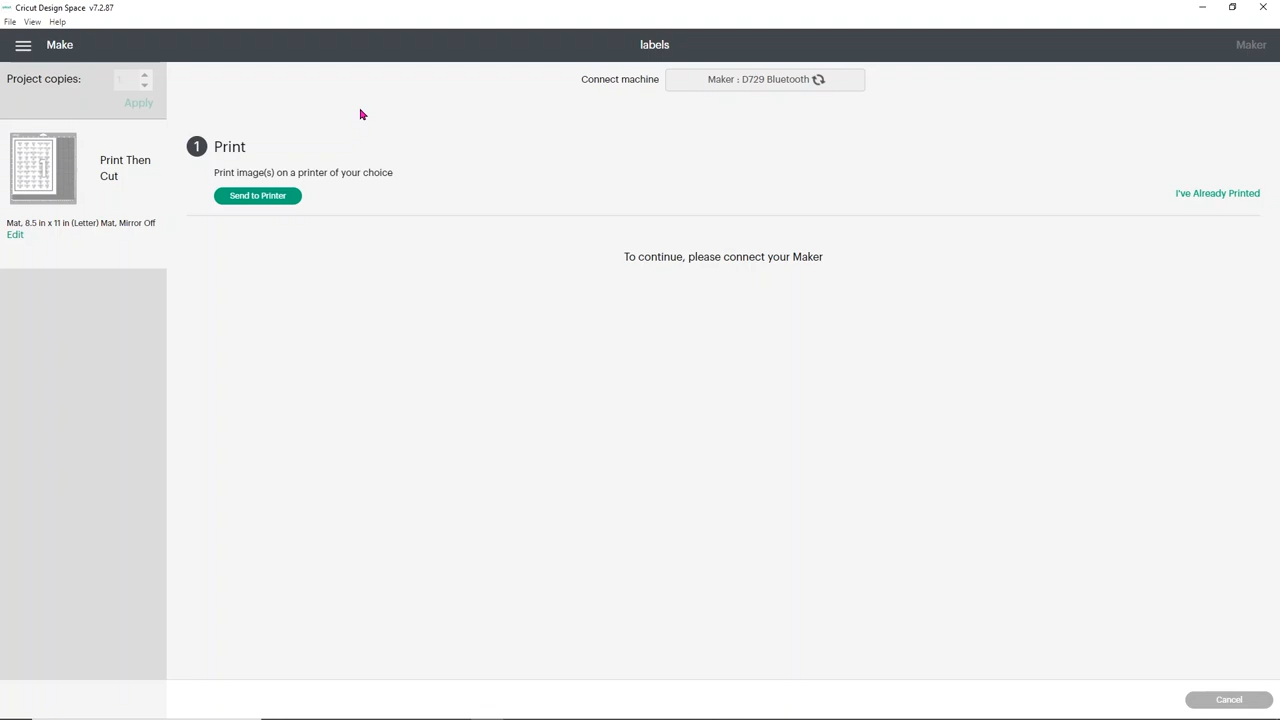 Cricut Design Space v7.2.87
File View Help
Make
labels
Maker
Project copies:
1
Apply
Connect machine
Maker : D729 Bluetooth
Print Then
Cut
Mat, 8.5 in x 11 in (Letter) Mat, Mirror Off
Edit
1 Print
Print image(s) on a printer of your choice
Send to Printer
I've Already Printed
To continue, please connect your Maker
Cancel